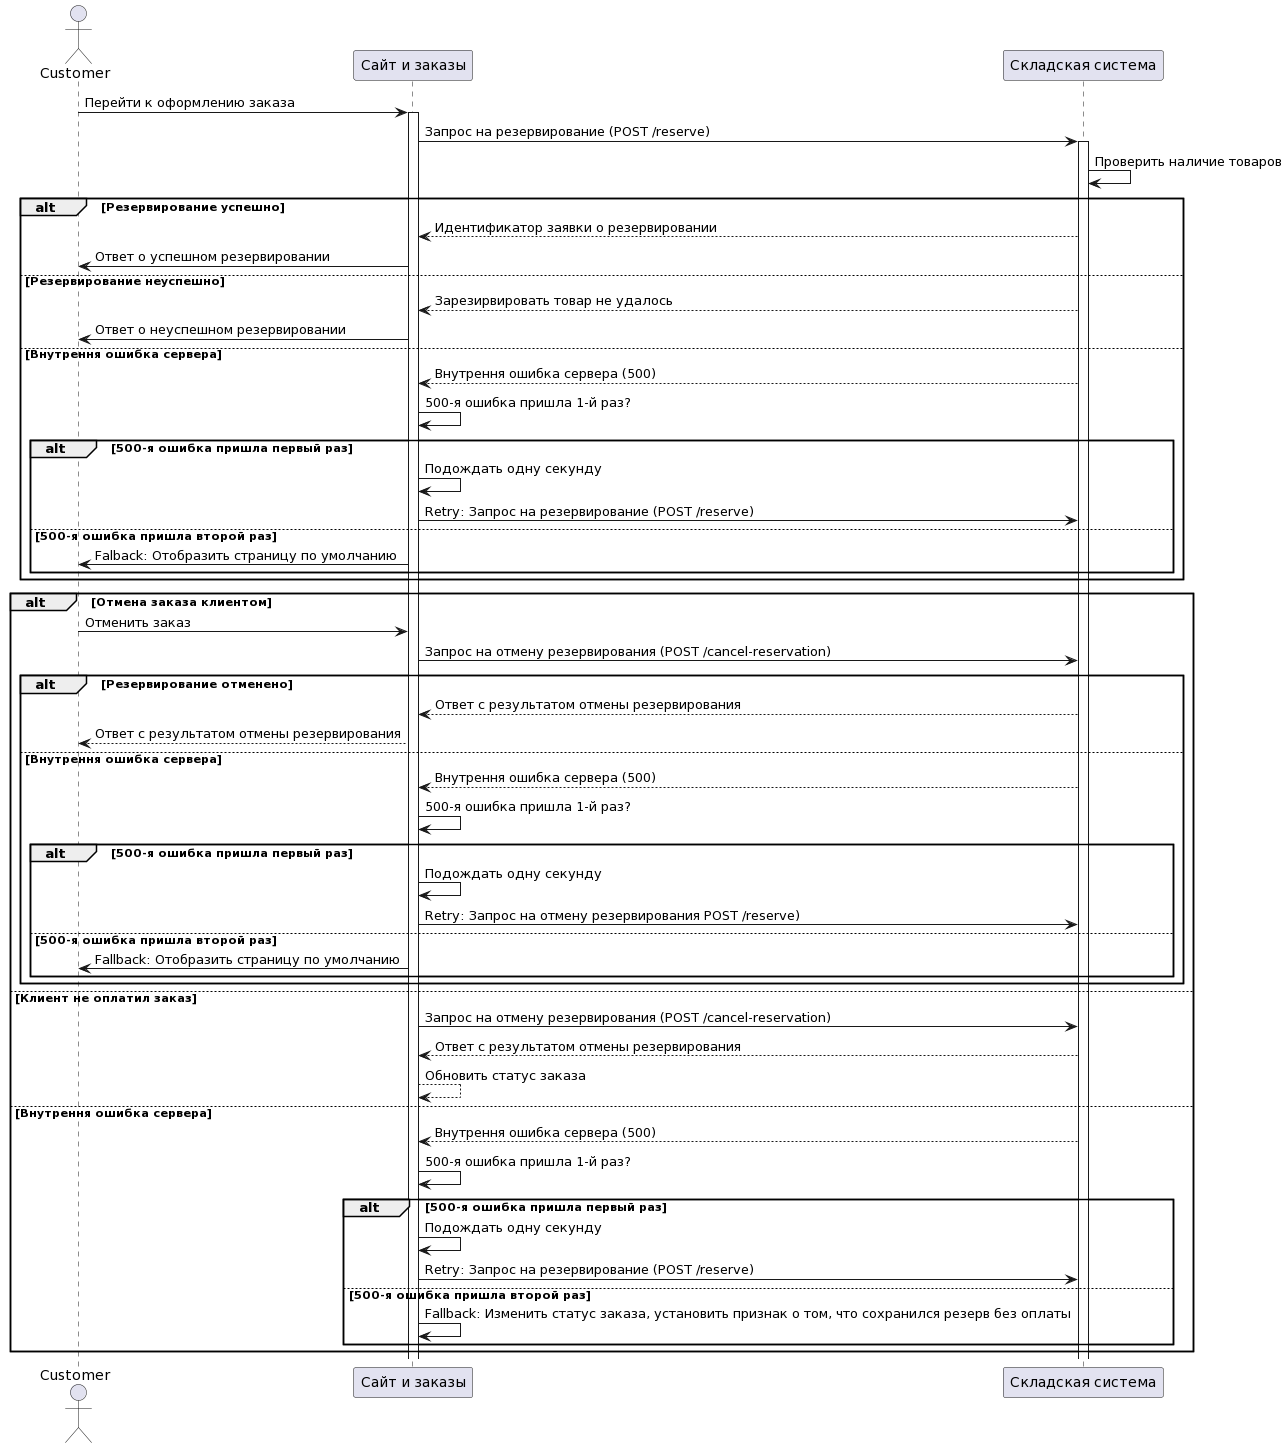 Customer
Сайт и заказы
Складская система
Перейти к оформлению заказа
Запрос на резервирование (POST /reserve)
Проверить наличие товаров
alt
[Резервирование успешно]
Идентификатор заявки о резервировании
Ответ о успешном резервировании
[Резервирование неуспешно]
Зарезирвировать товар не удалось
Ответ о неуспешном резервировании
[Внутрення ошибка сервера]
Внутрення ошибка сервера (500)
500-я ошибка пришла 1-й раз?
alt
[500-я ошибка пришла первый раз]
Подождать одну секунду
Retry: Запрос на резервирование (POST /reserve)
[500-я ошибка пришла второй раз]
Falback: Отобразить страницу по умолчанию
alt
[Отмена заказа клиентом]
Отменить заказ
Запрос на отмену резервирования (POST /cancel-reservation)
alt
[Резервирование отменено]
Ответ с результатом отмены резервирования
Ответ с результатом отмены резервирования
[Внутрення ошибка сервера]
Внутрення ошибка сервера (500)
500-я ошибка пришла 1-й раз?
alt
[500-я ошибка пришла первый раз]
Подождать одну секунду
Retry: Запрос на отмену резервирования POST /reserve)
[500-я ошибка пришла второй раз]
Fallback: Отобразить страницу по умолчанию
[Клиент не оплатил заказ]
Запрос на отмену резервирования (POST /cancel-reservation)
Ответ с результатом отмены резервирования
Обновить статус заказа
[Внутрення ошибка сервера]
Внутрення ошибка сервера (500)
500-я ошибка пришла 1-й раз?
alt
[500-я ошибка пришла первый раз]
Подождать одну секунду
Retry: Запрос на резервирование (POST /reserve)
[500-я ошибка пришла второй раз]
Fallback: Изменить статус заказа, установить признак о том, что сохранился резерв без оплаты
Customer
Сайт и заказы
Складская система